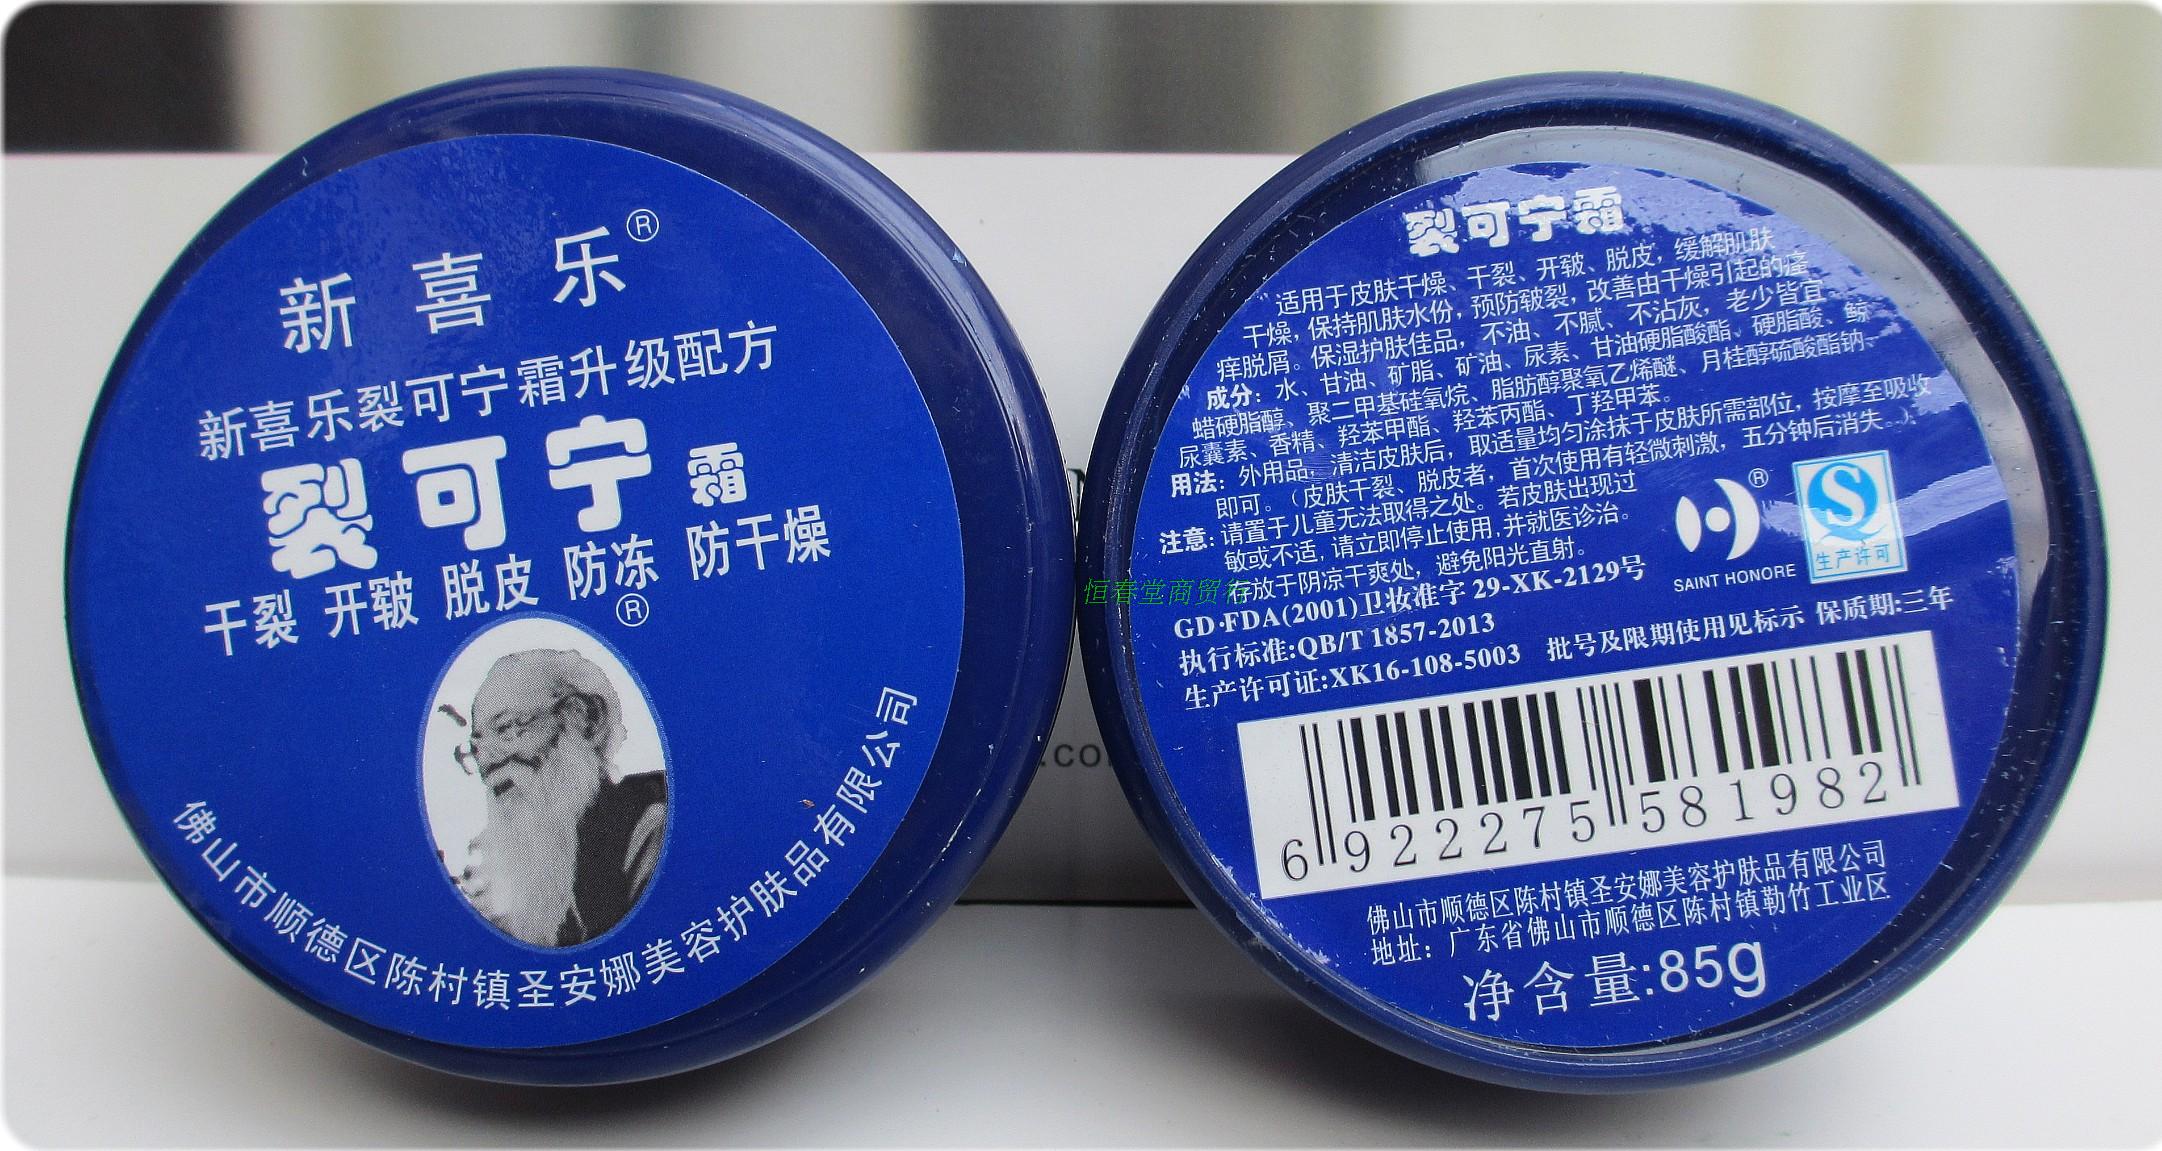 新喜乐®
新喜乐裂可宁霜升级配方
裂可宁霜
干裂 开皲 脱皮 防冻 防干燥
®
佛山市顺德区陈村镇圣安娜美容护肤品有限公司
裂可宁霜
适用于皮肤干燥、干裂、开皲、脱皮，缓解肌肤
干燥，保持肌肤水份，预防皲裂，改善由干燥引起的瘙
痒脱屑。保湿护肤佳品，不油、不腻、不沾灰，老少皆宜。
成分：水、甘油、矿脂、矿油、尿素、甘油硬脂酸酯、硬脂酸、鲸
蜡硬脂醇、聚二甲基硅氧烷、脂肪醇聚氧乙烯醚、月桂醇硫酸酯钠、
尿囊素、香精、羟苯甲酯、羟苯丙酯、丁羟甲苯。
用法：外用品，清洁皮肤后，取适量均匀涂抹于皮肤所需部位，按摩至吸收
即可。（皮肤干裂、脱皮者，首次使用有轻微刺激，五分钟后消失。）
注意：请置于儿童无法取得之处。若皮肤出现过
敏或不适，请立即停止使用，并就医诊治。
存放于阴凉干爽处，避免阳光直射。
®
SAINT HONORE
生产许可
GD·FDA(2001)卫妆准字 29-XK-2129号
执行标准:QB/T 1857-2013
生产许可证:XK16-108-5003 批号及限期使用见标示 保质期:三年
6 922275 581982
佛山市顺德区陈村镇圣安娜美容护肤品有限公司
地址：广东省佛山市顺德区陈村镇勒竹工业区
净含量:85g
恒春堂商贸行
.co